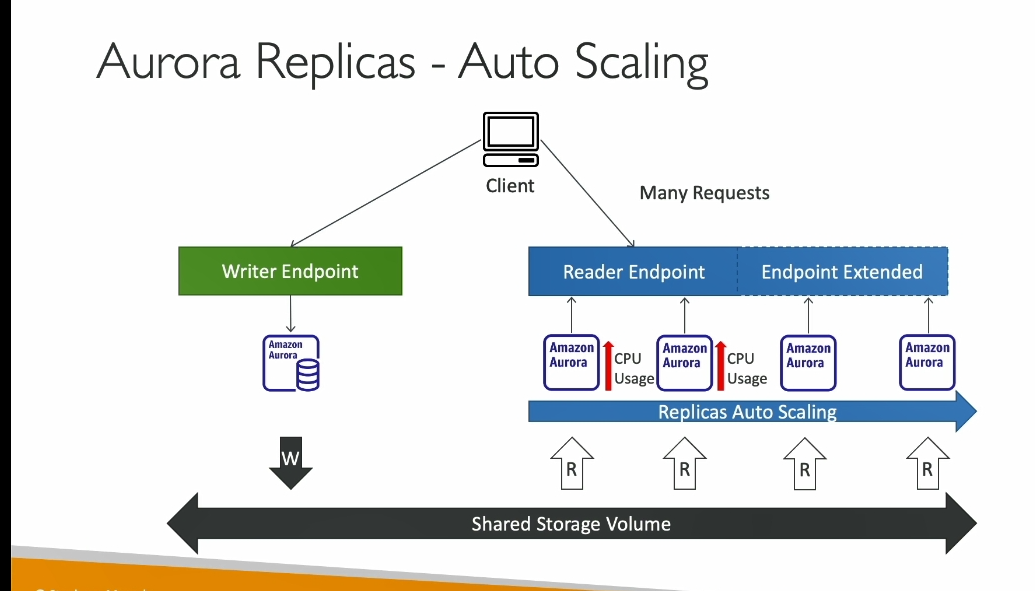 Aurora Replicas - Auto Scaling
Client
Many Requests
Writer Endpoint
Reader Endpoint
Endpoint Extended
Amazon
Aurora
Amazon
Aurora
CPU
Usage
Amazon
Aurora
CPU
Usage
Amazon
Aurora
Amazon
Aurora
Replicas Auto Scaling
W
R
R
R
R
Shared Storage Volume